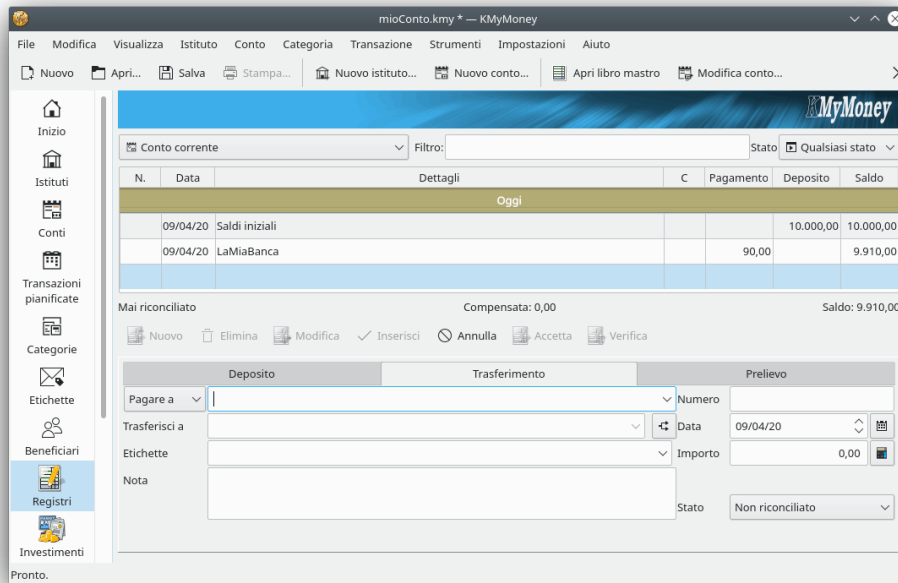 mioConto.kmy * — KMyMoney
File Modifica Visualizza Istituto Conto Categoria Transazione Strumenti Impostazioni Aiuto
Nuovo Apri... Salva Stampa... Nuovo istituto... Nuovo conto... Apri libro mastro Modifica conto...
KMyMoney
Inizio
Istituti
Conti
Transazioni
pianificate
Categorie
Etichette
Beneficiari
Registri
Investimenti
Conto corrente Filtro: Stato Qualsiasi stato
N. Data Dettagli C Pagamento Deposito Saldo
Oggi
09/04/20 Saldi iniziali 10.000,00 10.000,00
09/04/20 LaMiaBanca 90,00 9.910,00
Mai riconciliato Compensata: 0,00 Saldo: 9.910,00
Nuovo Elimina Modifica Inserisci Annulla Accetta Verifica
Deposito Trasferimento Prelievo
Pagare a Numero
Trasferisci a Data 09/04/20
Etichette Importo 0,00
Nota
Stato Non riconciliato
Pronto.